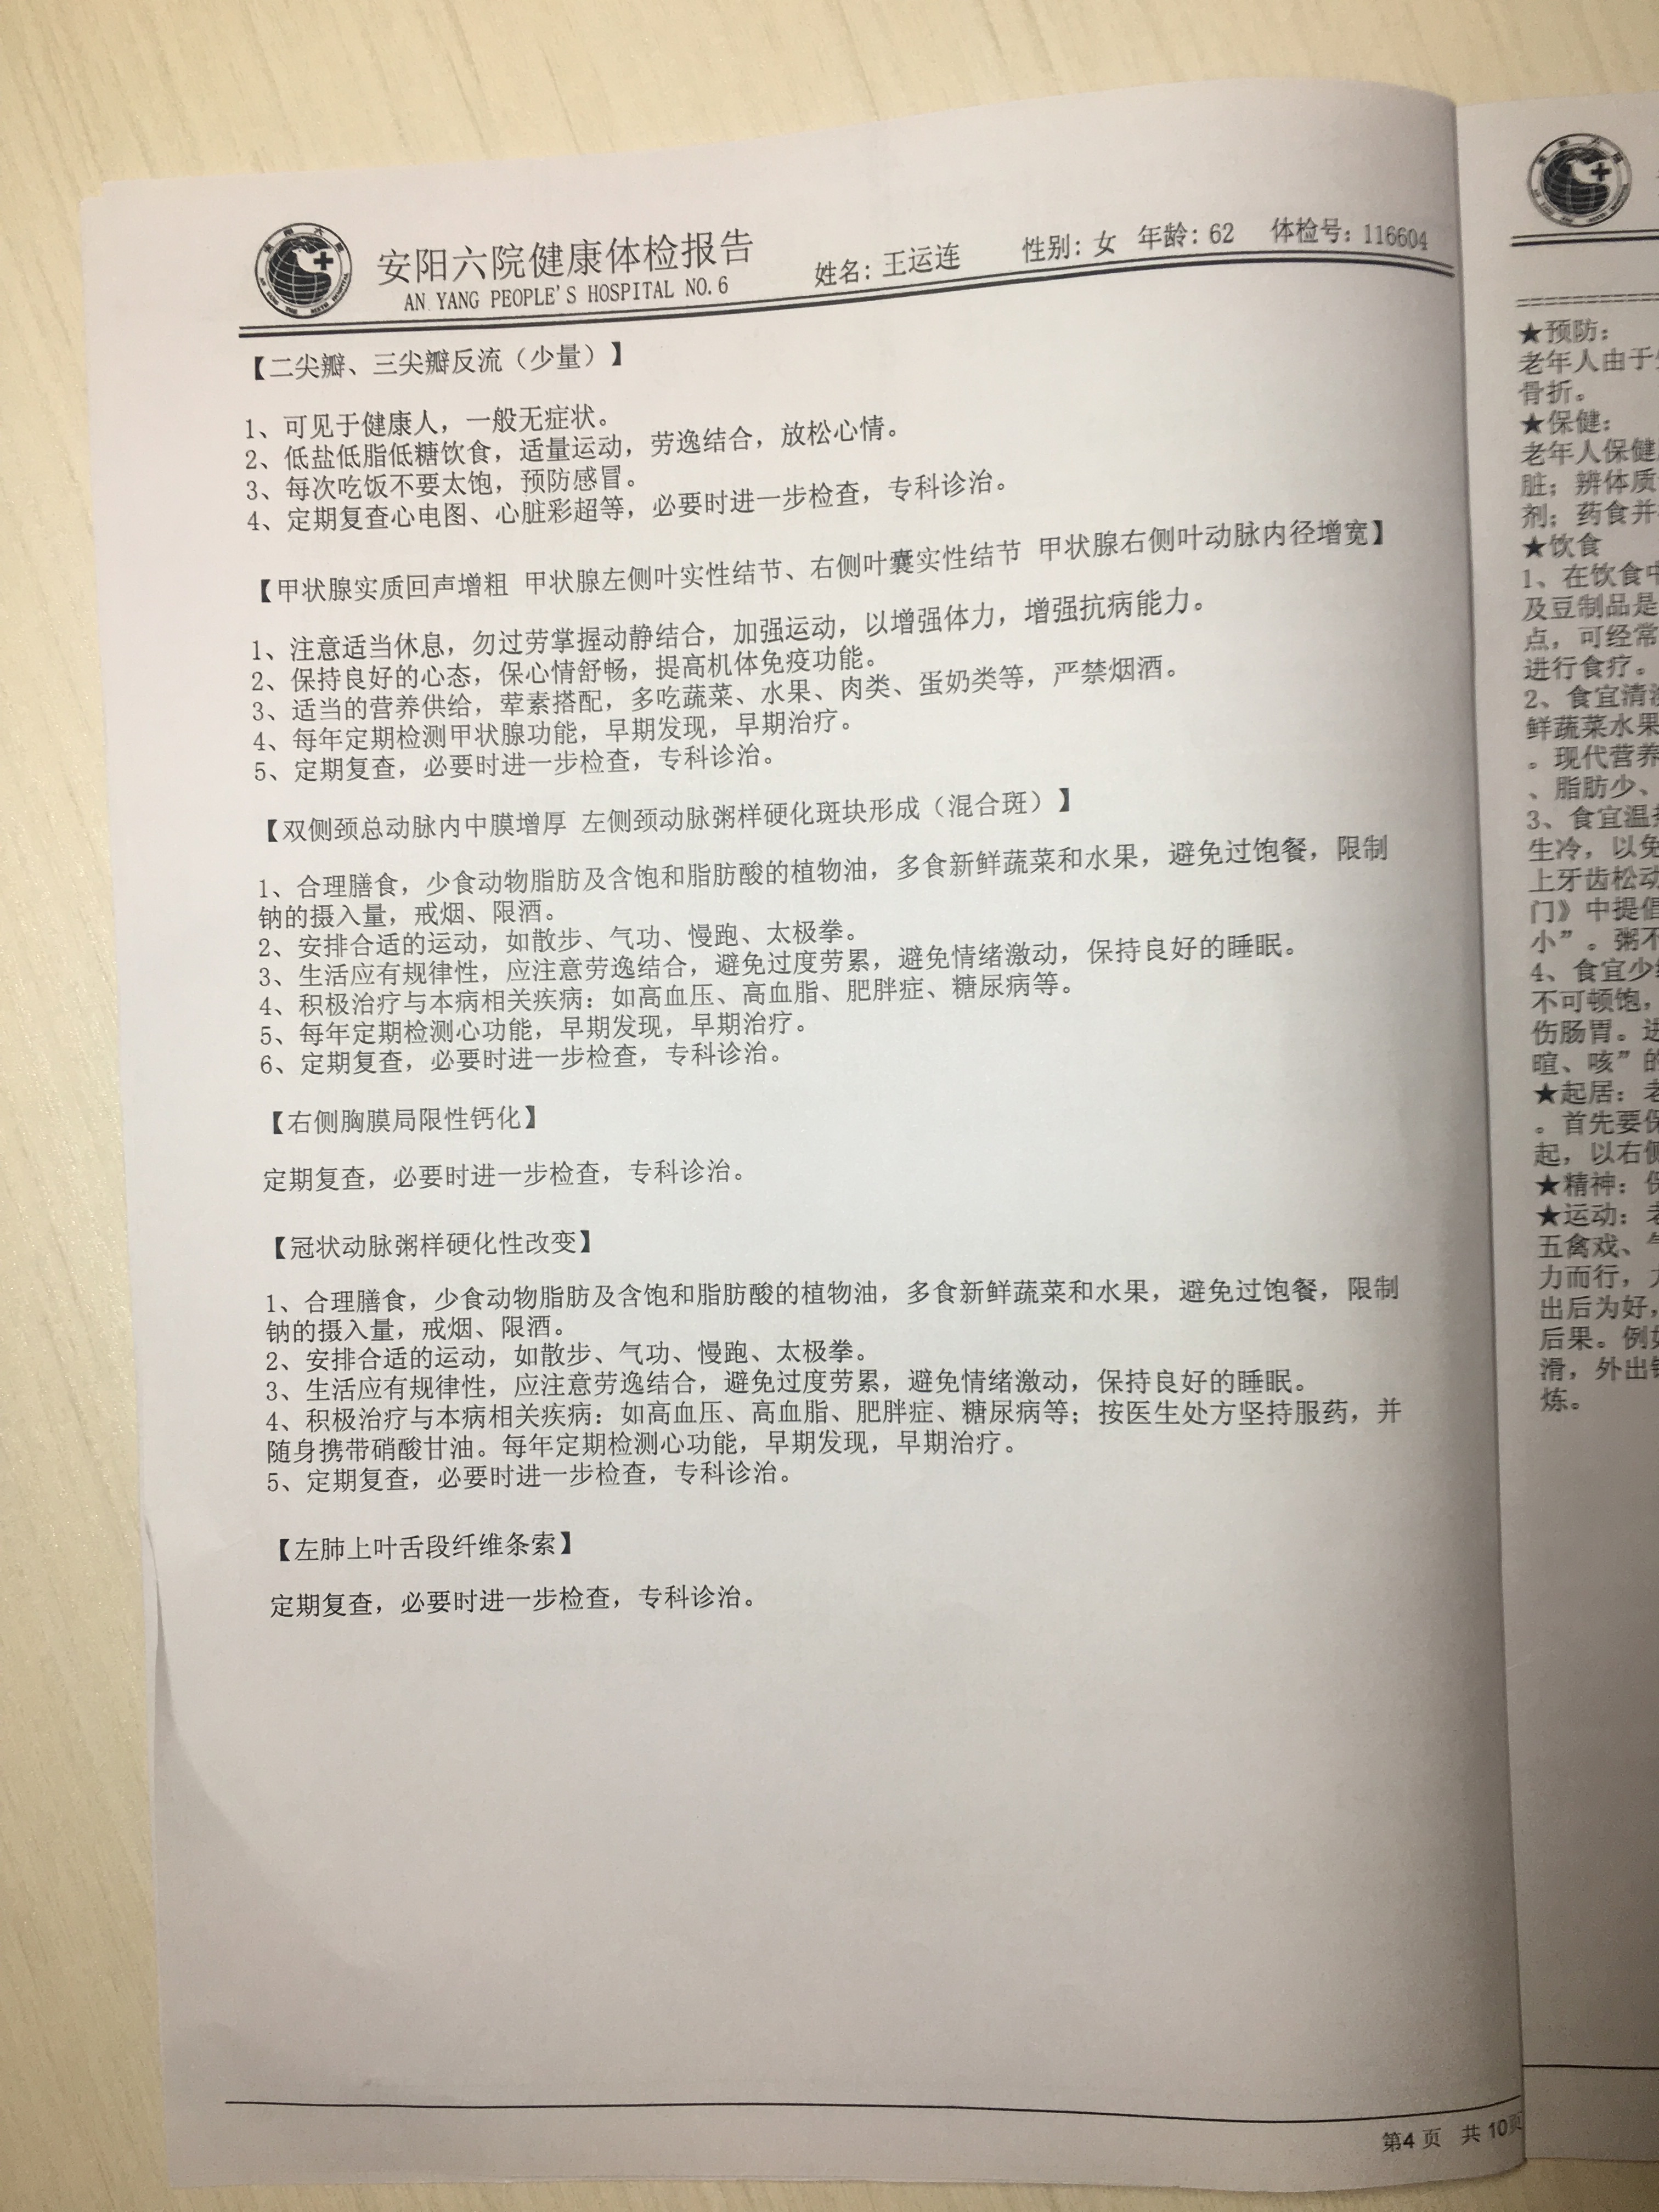 安阳六院健康体检报告
AN YANG PEOPLE'S HOSPITAL NO.6
姓名：王运连 性别：女 年龄：62 体检号：116604
【二尖瓣、三尖瓣反流（少量）】
1、可见于健康人，一般无症状。
2、低盐低脂低糖饮食，适量运动，劳逸结合，放松心情。
3、每次吃饭不要太饱，预防感冒。
4、定期复查心电图、心脏彩超等，必要时进一步检查，专科诊治。
【甲状腺实质回声增粗 甲状腺左侧叶实性结节、右侧叶囊实性结节 甲状腺右侧叶动脉内径增宽】
1、注意适当休息，勿过劳掌握动静结合，加强运动，以增强体力，增强抗病能力。
2、保持良好的心态，保心情舒畅，提高机体免疫功能。
3、适当的营养供给，荤素搭配，多吃蔬菜、水果、肉类、蛋奶类等，严禁烟酒。
4、每年定期检测甲状腺功能，早期发现，早期治疗。
5、定期复查，必要时进一步检查，专科诊治。
【双侧颈总动脉内中膜增厚 左侧颈动脉粥样硬化斑块形成（混合斑）】
1、合理膳食，少食动物脂肪及含饱和脂肪酸的植物油，多食新鲜蔬菜和水果，避免过饱餐，限制
钠的摄入量，戒烟、限酒。
2、安排合适的运动，如散步、气功、慢跑、太极拳。
3、生活应有规律性，应注意劳逸结合，避免过度劳累，避免情绪激动，保持良好的睡眠。
4、积极治疗与本病相关疾病：如高血压、高血脂、肥胖症、糖尿病等。
5、每年定期检测心功能，早期发现，早期治疗。
6、定期复查，必要时进一步检查，专科诊治。
【右侧胸膜局限性钙化】
定期复查，必要时进一步检查，专科诊治。
【冠状动脉粥样硬化性改变】
1、合理膳食，少食动物脂肪及含饱和脂肪酸的植物油，多食新鲜蔬菜和水果，避免过饱餐，限制
钠的摄入量，戒烟、限酒。
2、安排合适的运动，如散步、气功、慢跑、太极拳。
3、生活应有规律性，应注意劳逸结合，避免过度劳累，避免情绪激动，保持良好的睡眠。
4、积极治疗与本病相关疾病：如高血压、高血脂、肥胖症、糖尿病等；按医生处方坚持服药，并
随身携带硝酸甘油。每年定期检测心功能，早期发现，早期治疗。
5、定期复查，必要时进一步检查，专科诊治。
【左肺上叶舌段纤维条索】
定期复查，必要时进一步检查，专科诊治。
第4 页 共 10页
★预防：
老年人由于
骨折。
★保健：
老年人保健
脏；辨体质
剂；药食并
★饮食
1、在饮食中
及豆制品是
点，可经常
进行食疗。
2、食宜清淡
鲜蔬菜水果
。现代营养
、脂肪少、
3、食宜温热
生冷，以免
上牙齿松动
门》中提倡
小”。粥不
4、食宜少
不可顿饱，
伤肠胃。进
暄、咳”的
★起居：老
。首先要保
起，以右侧
★精神：保
★运动：老
五禽戏、气
力而行，
出后为好，
后果。例如
滑，外出
炼。